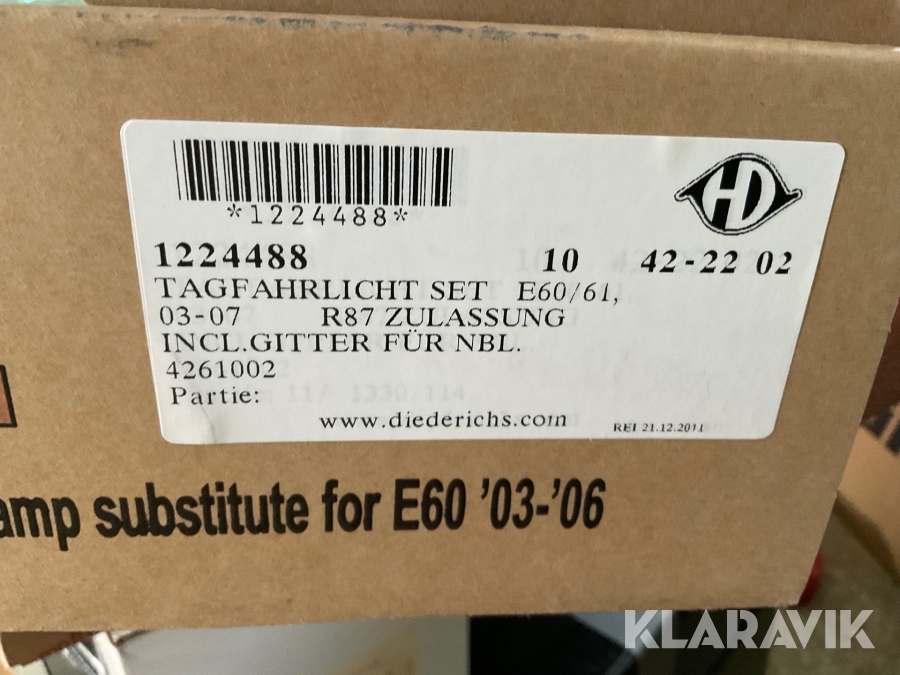 *1224488*
HD
1224488 10 42-22 02
TAGFAHRLICHT SET E60/61,
03-07 R87 ZULASSUNG
INCL.GITTER FÜR NBL.
4261002
Partie:
www.diederichs.com
REI 21.12.2011
amp substitute for E60 '03-'06
KLARAVIK